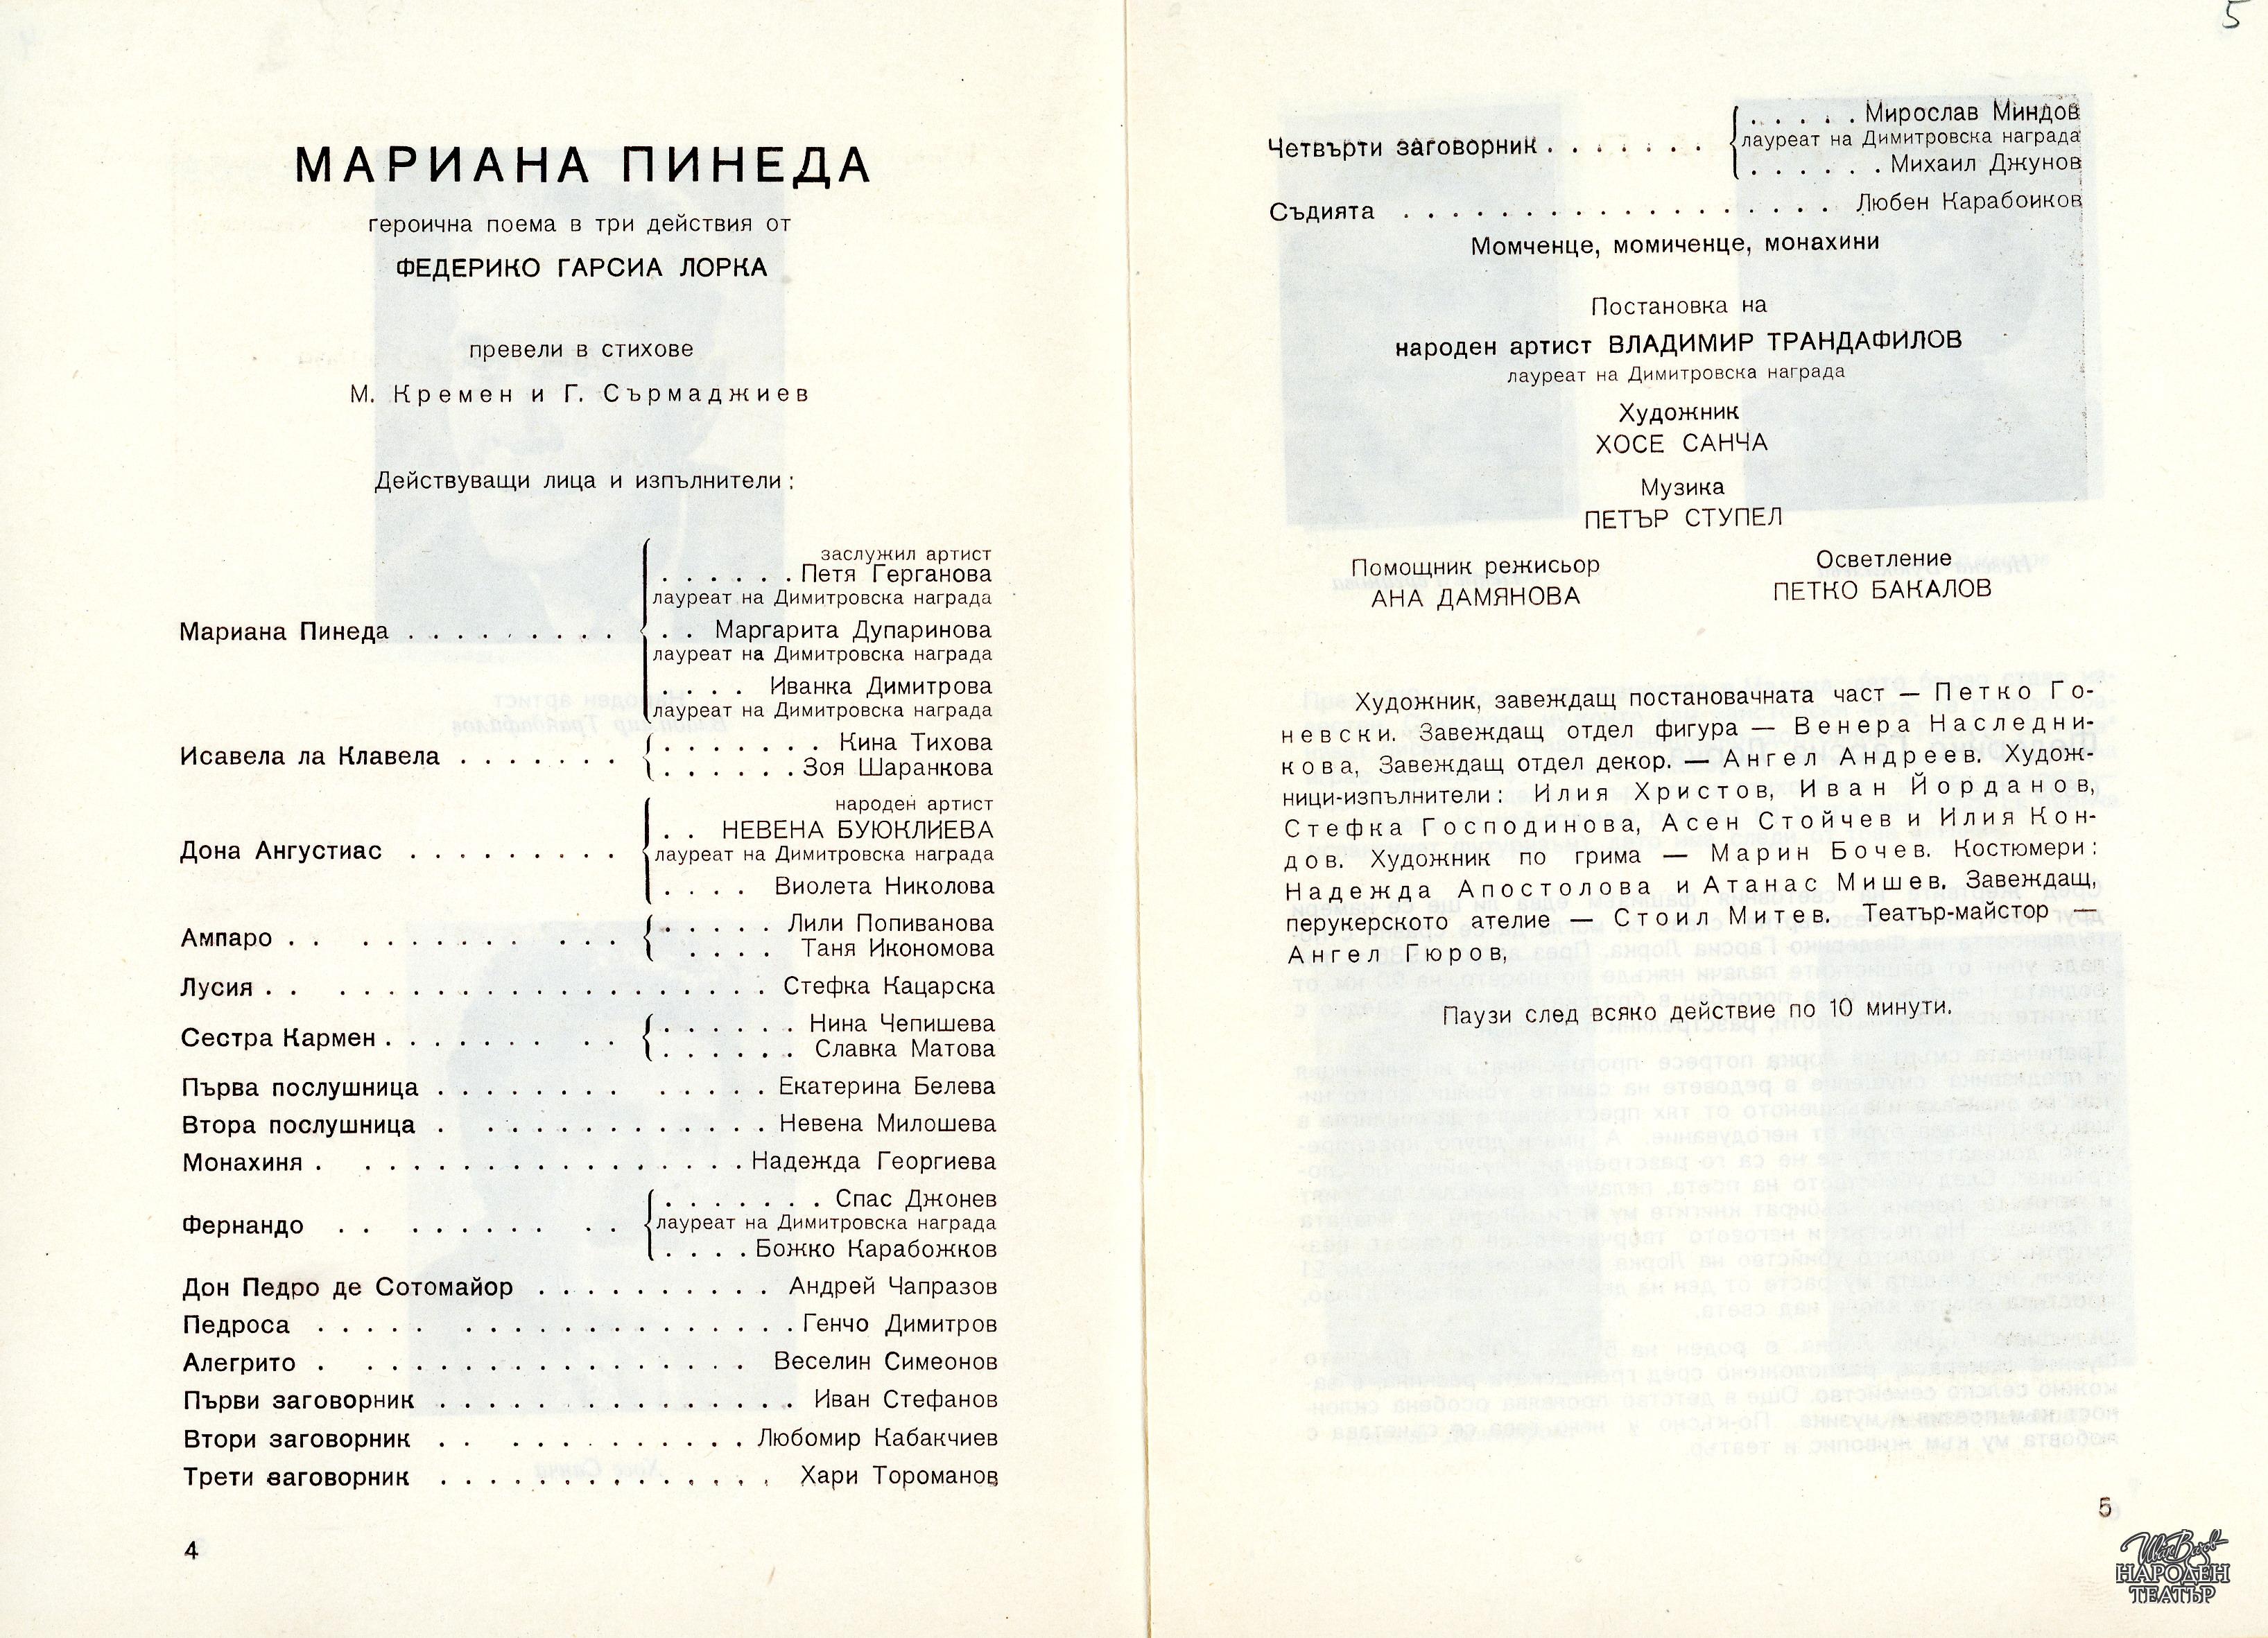 МАРИАНА ПИНЕДА
героична поема в три действия от
ФЕДЕРИКО ГАРСИА ЛОРКА
превели в стихове
М. Кремен и Г. Сърмаджиев
Действуващи лица и изпълнители:
заслужил артист
. . . . . . Петя Герганова
лауреат на Димитровска награда
Мариана Пинеда . . . . . . . . . . . Маргарита Дупаринова
лауреат на Димитровска награда
. . . . Иванка Димитрова
лауреат на Димитровска награда
. . . . . . . Кина Тихова
Исавела ла Клавела . . . . . . .
. . . . . . Зоя Шаранкова
народен артист
. . НЕВЕНА БУЮКЛИЕВА
Дона Ангустиас . . . . . . . . . лауреат на Димитровска награда
. . . . Виолета Николова
. . . . . . Лили Попиванова
Ампаро . . . . . . . . . . .
. . . . Таня Икономова
Лусия . . . . . . . . . . . . . . . . . . . . Стефка Кацарска
. . . . . . Нина Чепишева
Сестра Кармен . . . . . . . . .
. . . . . . Славка Матова
Първа послушница . . . . . . . . . . . . . Екатерина Белева
Втора послушница . . . . . . . . . . . . . Невена Милошева
Монахиня . . . . . . . . . . . . . . . . . . Надежда Георгиева
. . . . . . . Спас Джонев
Фернандо . . . . . . . . лауреат на Димитровска награда
. . . . Божко Карабожков
Дон Педро де Сотомайор . . . . . . . . . . Андрей Чапразов
Педроса . . . . . . . . . . . . . . . . . . . Генчо Димитров
Алегрито . . . . . . . . . . . . . . . . . Веселин Симеонов
Първи заговорник . . . . . . . . . . . . . . Иван Стефанов
Втори заговорник . . . . . . . . . . . . Любомир Кабакчиев
Трети заговорник . . . . . . . . . . . . . Хари Тороманов
4
5
. . . . . Мирослав Миндов
Четвърти заговорник . . . . . . . лауреат на Димитровска награда
. . . . . . Михаил Джунов
Съдията . . . . . . . . . . . . . . . . . . Любен Карабоиков
Момченце, момиченце, монахини
Постановка на
народен артист ВЛАДИМИР ТРАНДАФИЛОВ
лауреат на Димитровска награда
Художник
ХОСЕ САНЧА
Музика
ПЕТЪР СТУПЕЛ
Помощник режисьор Осветление
АНА ДАМЯНОВА ПЕТКО БАКАЛОВ
Художник, завеждащ постановачната част — Петко Го-
невски. Завеждащ отдел фигура — Венера Наследни-
кова, Завеждащ отдел декор. — Ангел Андреев. Худож-
ници-изпълнители: Илия Христов, Иван Йорданов,
Стефка Господинова, Асен Стойчев и Илия Кон-
дов. Художник по грима — Марин Бочев. Костюмери:
Надежда Апостолова и Атанас Мишев. Завеждащ,
перукерското ателие — Стоил Митев. Театър-майстор —
Ангел Гюров,
Паузи след всяко действие по 10 минути.
5
Иван Вазов
НАРОДЕН
ТЕАТЪР